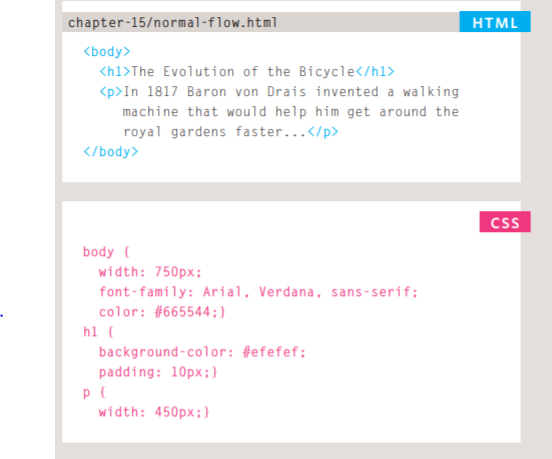 chapter-15/normal-flow.html HTML
<body>
<h1>The Evolution of the Bicycle</h1>
<p>In 1817 Baron von Drais invented a walking
machine that would help him get around the
royal gardens faster...</p>
</body>
CSS
body {
width: 750px;
font-family: Arial, Verdana, sans-serif;
color: #665544;}
h1 {
background-color: #efefef;
padding: 10px;}
p {
width: 450px;}
.